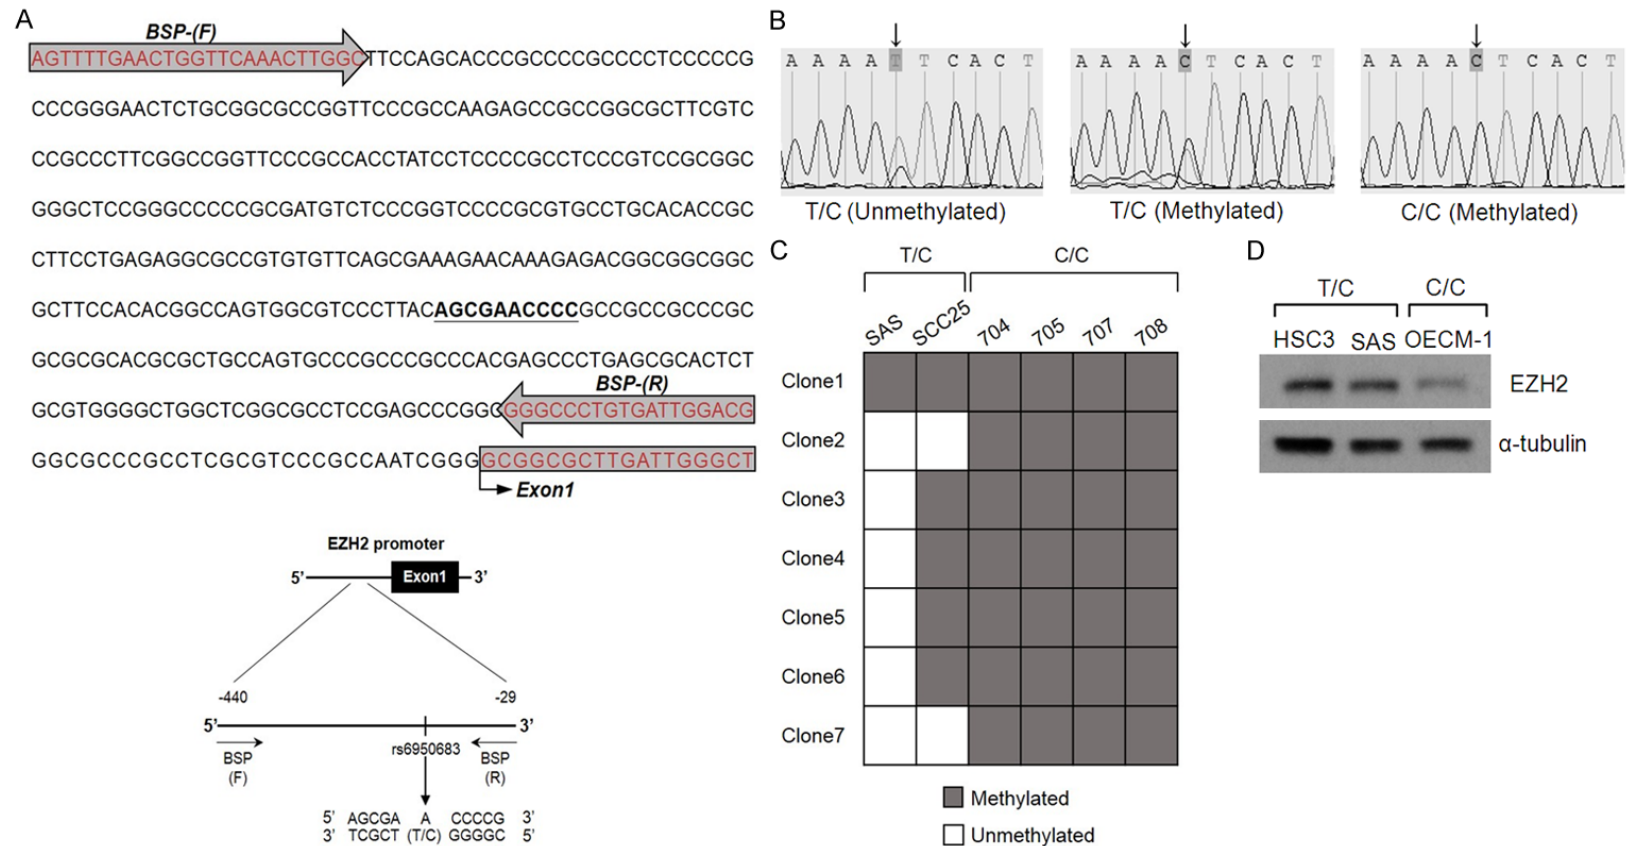 A
BSP-(F)
AGTTTTGAACTGGTTCAAACTTGGCTTCCAGCACCCGCCCCGCCCCTCCCCCG
CCCGGGAACTCTGCGGCGCCGGTTCCCGCCAAGAGCCGCCGGCGCTTCGTC
CCGCCCTTCGGCCGGTTCCCGCCACCTATCCTCCCCGCCTCCCGTCCGCGGC
GGGCTCCGGGCCCCCGCGATGTCTCCCGGTCCCCGCGTGCCTGCACACCGC
CTTCCTGAGAGGCGCCGTGTGTTCAGCGAAAGAACAAAGAGACGGCGGCGGC
GCTTCCACACGGCCAGTGGCGTCCCTTACAGCGAACCCCGCCGCCGCCCGC
GCGCGCACGCGCTGCCAGTGCCCGCCCGCCCACGAGCCCTGAGCGCACTCT
BSP-(R)
GCGTGGGGCTGGCTCGGCGCCTCCGAGCCCGGGGGGCCCTGTGATTGGACG
GGCGCCCGCCTCGCGTCCCGCCAATCGGGGCGGCGCTTGATTGGGCT
Exon1
EZH2 promoter
5’ Exon1 3’
-440 -29
5’ 3’
rs6950683
BSP (F) BSP (R)
5’ AGCGA A CCCCG 3’
3’ TCGCT (T/C) GGGGC 5’
B
A A A A T T C A C T
A A A A C T C A C T
A A A A C T C A C T
T/C (Unmethylated)
T/C (Methylated)
C/C (Methylated)
C
T/C C/C
SAS SCC25 704 705 707 708
Clone1
Clone2
Clone3
Clone4
Clone5
Clone6
Clone7
Methylated
Unmethylated
D
T/C C/C
HSC3 SAS OECM-1
EZH2
α-tubulin